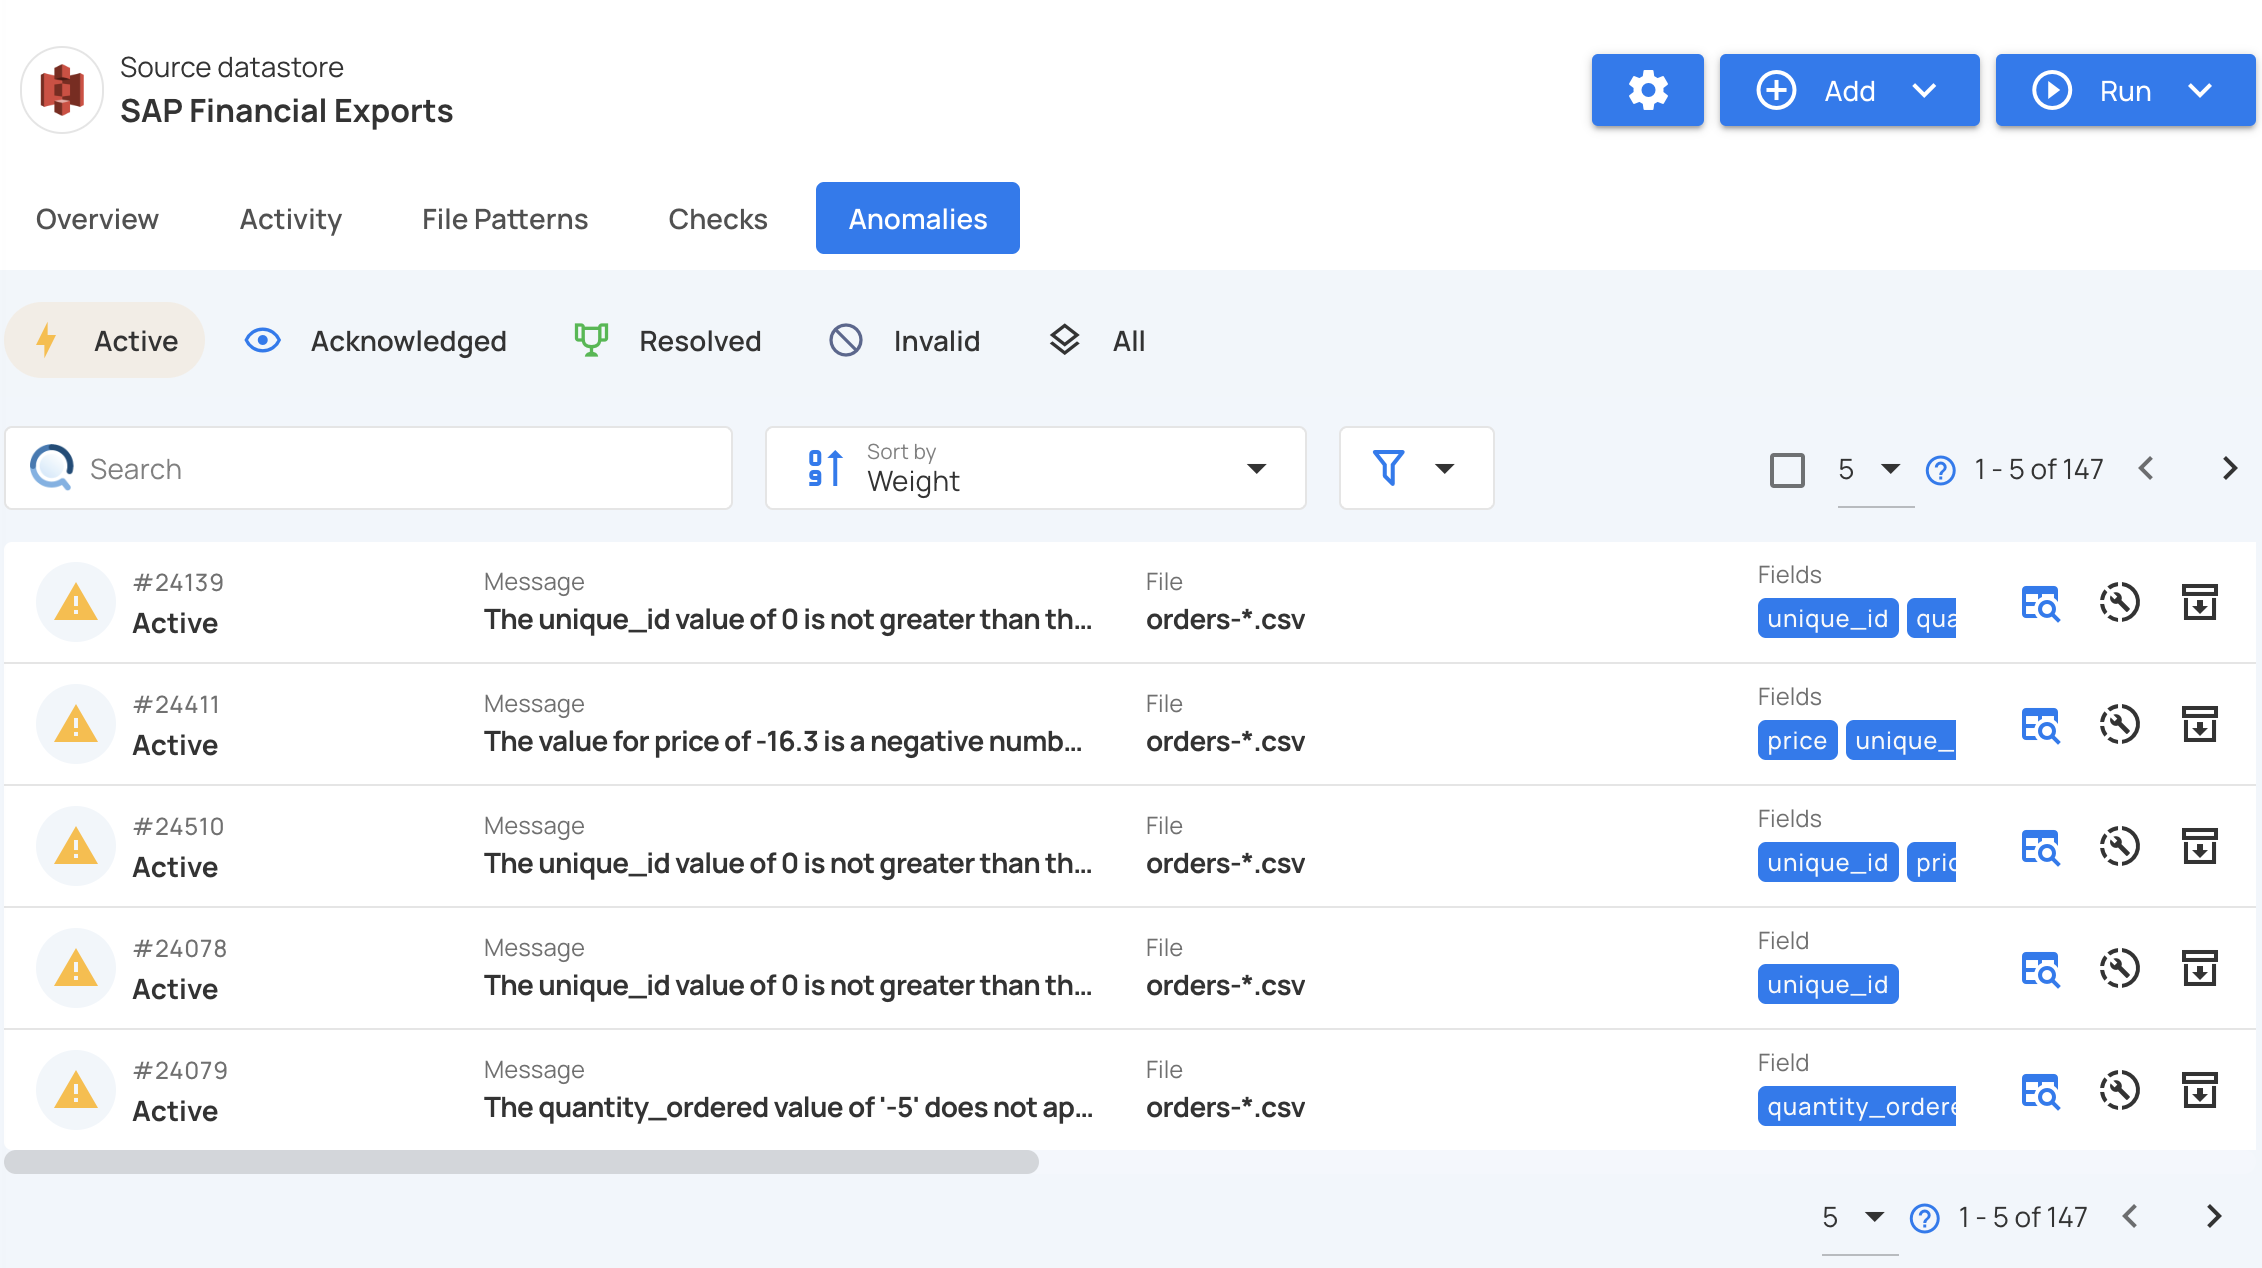 Source datastore
SAP Financial Exports
Add
Run
Overview
Activity
File Patterns
Checks
Anomalies
Active
Acknowledged
Resolved
Invalid
All
Search
Sort by
Weight
5
1 - 5 of 147
#24139
Active
Message
The unique_id value of 0 is not greater than th...
File
orders-*.csv
Fields
unique_id qua
#24411
Active
Message
The value for price of -16.3 is a negative numb...
File
orders-*.csv
Fields
price unique_
#24510
Active
Message
The unique_id value of 0 is not greater than th...
File
orders-*.csv
Fields
unique_id pric
#24078
Active
Message
The unique_id value of 0 is not greater than th...
File
orders-*.csv
Field
unique_id
#24079
Active
Message
The quantity_ordered value of '-5' does not ap...
File
orders-*.csv
Field
quantity_ordere
5
1 - 5 of 147